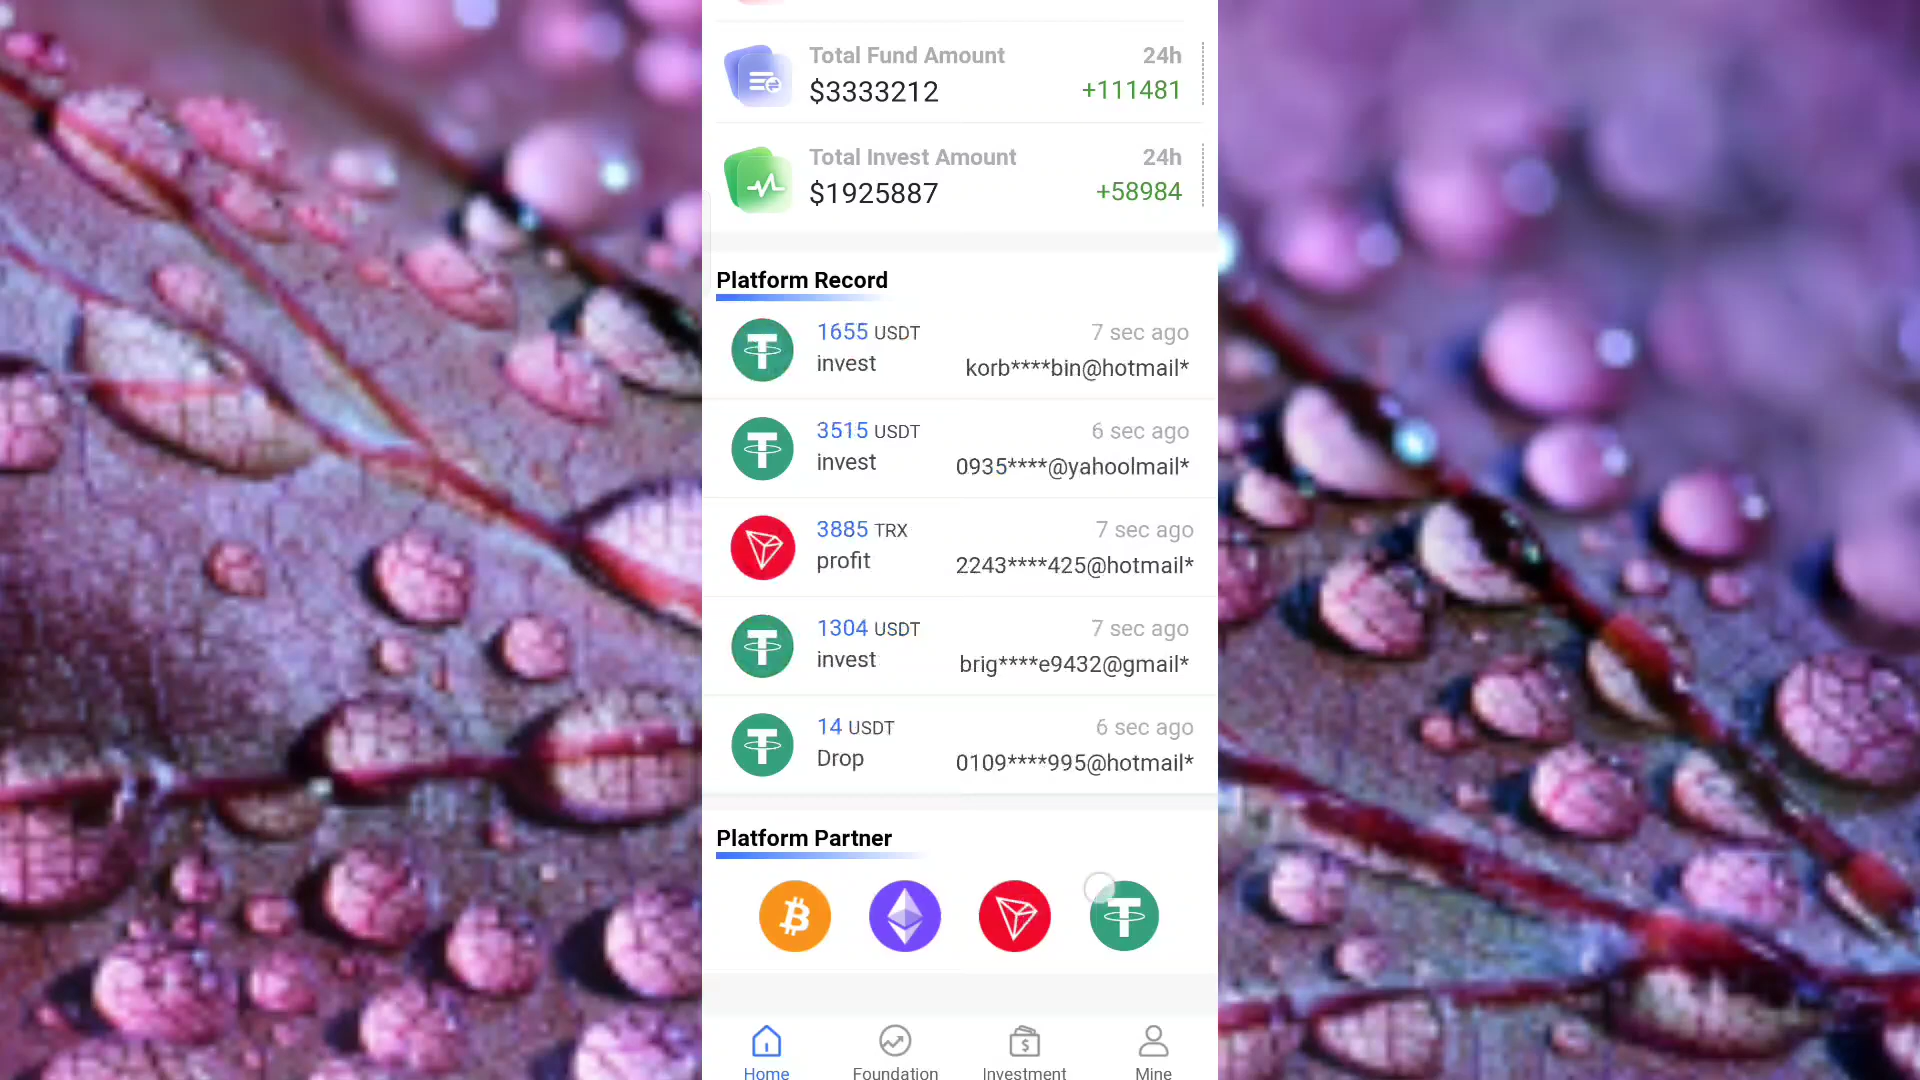 Total Fund Amount 24h
$3333212 +111481
Total Invest Amount 24h
$1925887 +58984
Platform Record
1655 USDT 7 sec ago
invest korb****bin@hotmail*
3515 USDT 6 sec ago
invest 0935****@yahoolmail*
3885 TRX 7 sec ago
profit 2243****425@hotmail*
1304 USDT 7 sec ago
invest brig****e9432@gmail*
14 USDT 6 sec ago
Drop 0109****995@hotmail*
Platform Partner
Home Foundation Investment Mine